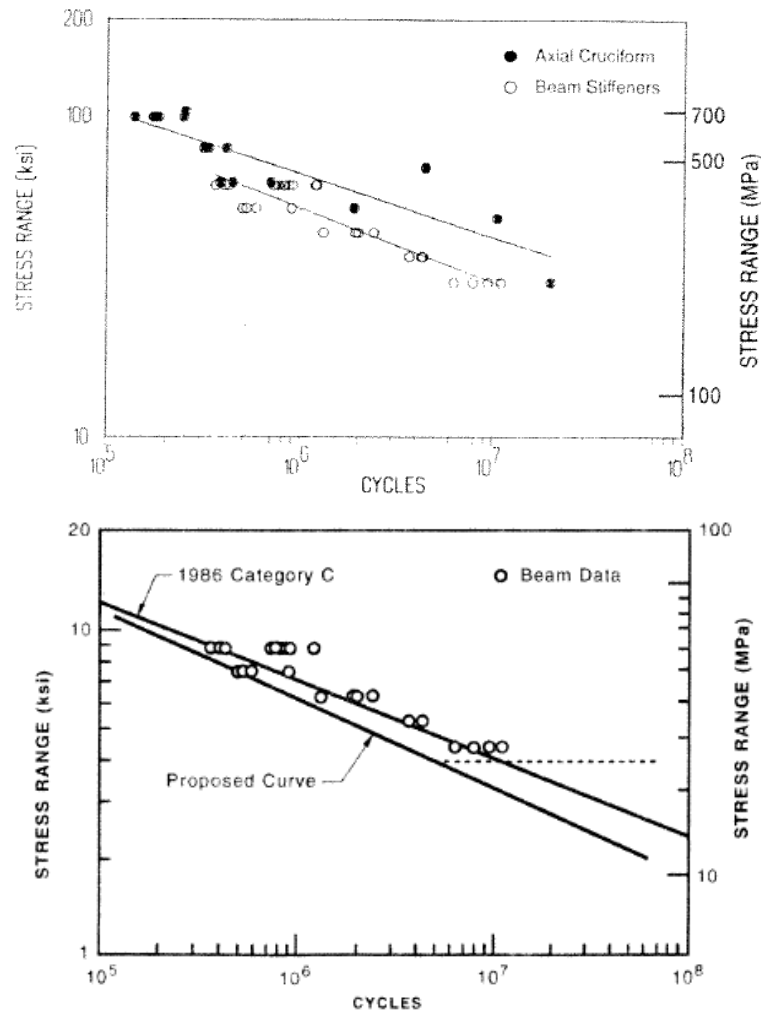 200
100
10
STRESS RANGE [ksi]
Axial Cruciform
Beam Stiffeners
700
500
100
STRESS RANGE (MPa)
10⁵
10⁶
10⁷
10⁸
CYCLES
20
10
1
STRESS RANGE (ksi)
1986 Category C
Beam Data
Proposed Curve
100
10
STRESS RANGE (MPa)
10⁵
10⁶
10⁷
10⁸
CYCLES